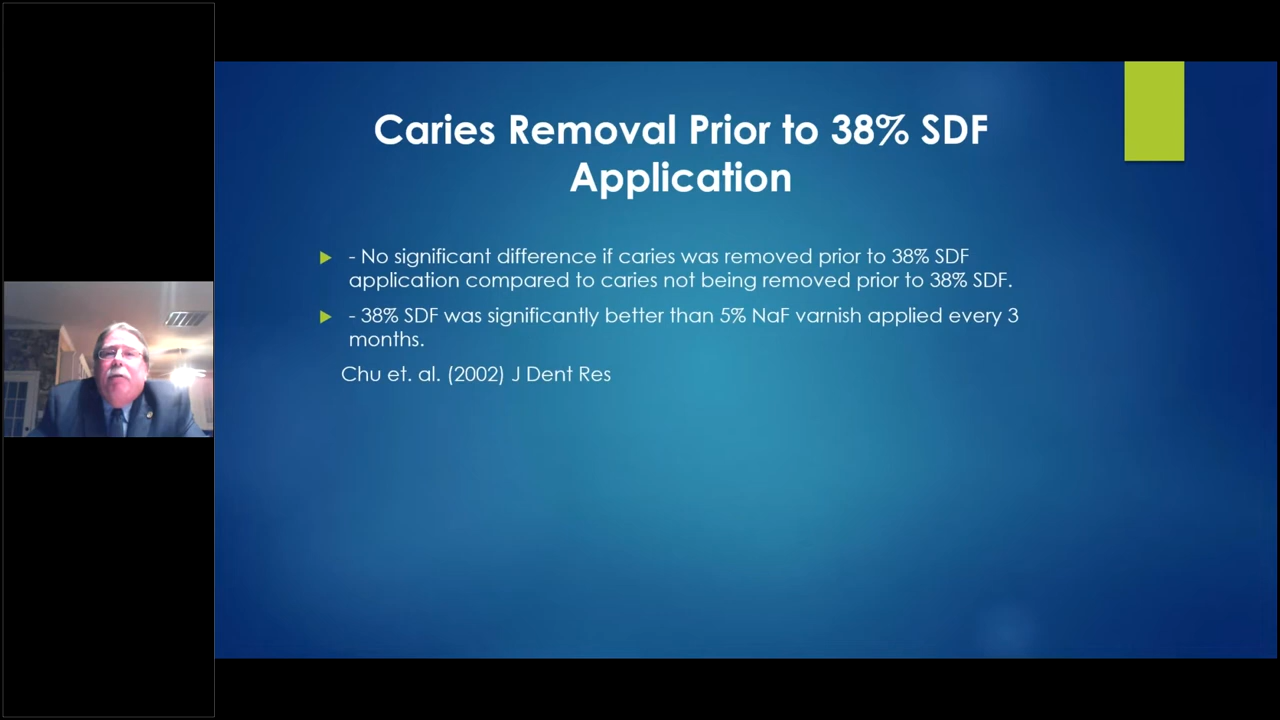 Caries Removal Prior to 38% SDF
Application
- No significant difference if caries was removed prior to 38% SDF
application compared to caries not being removed prior to 38% SDF.
- 38% SDF was significantly better than 5% NaF varnish applied every 3
months.
Chu et. al. (2002) J Dent Res